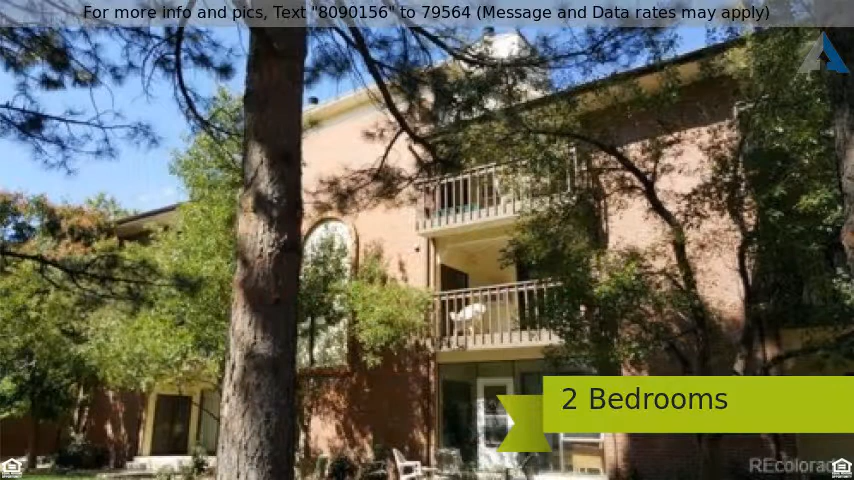 For more info and pics, Text "8090156" to 79564 (Message and Data rates may apply)
2 Bedrooms
REcolorado